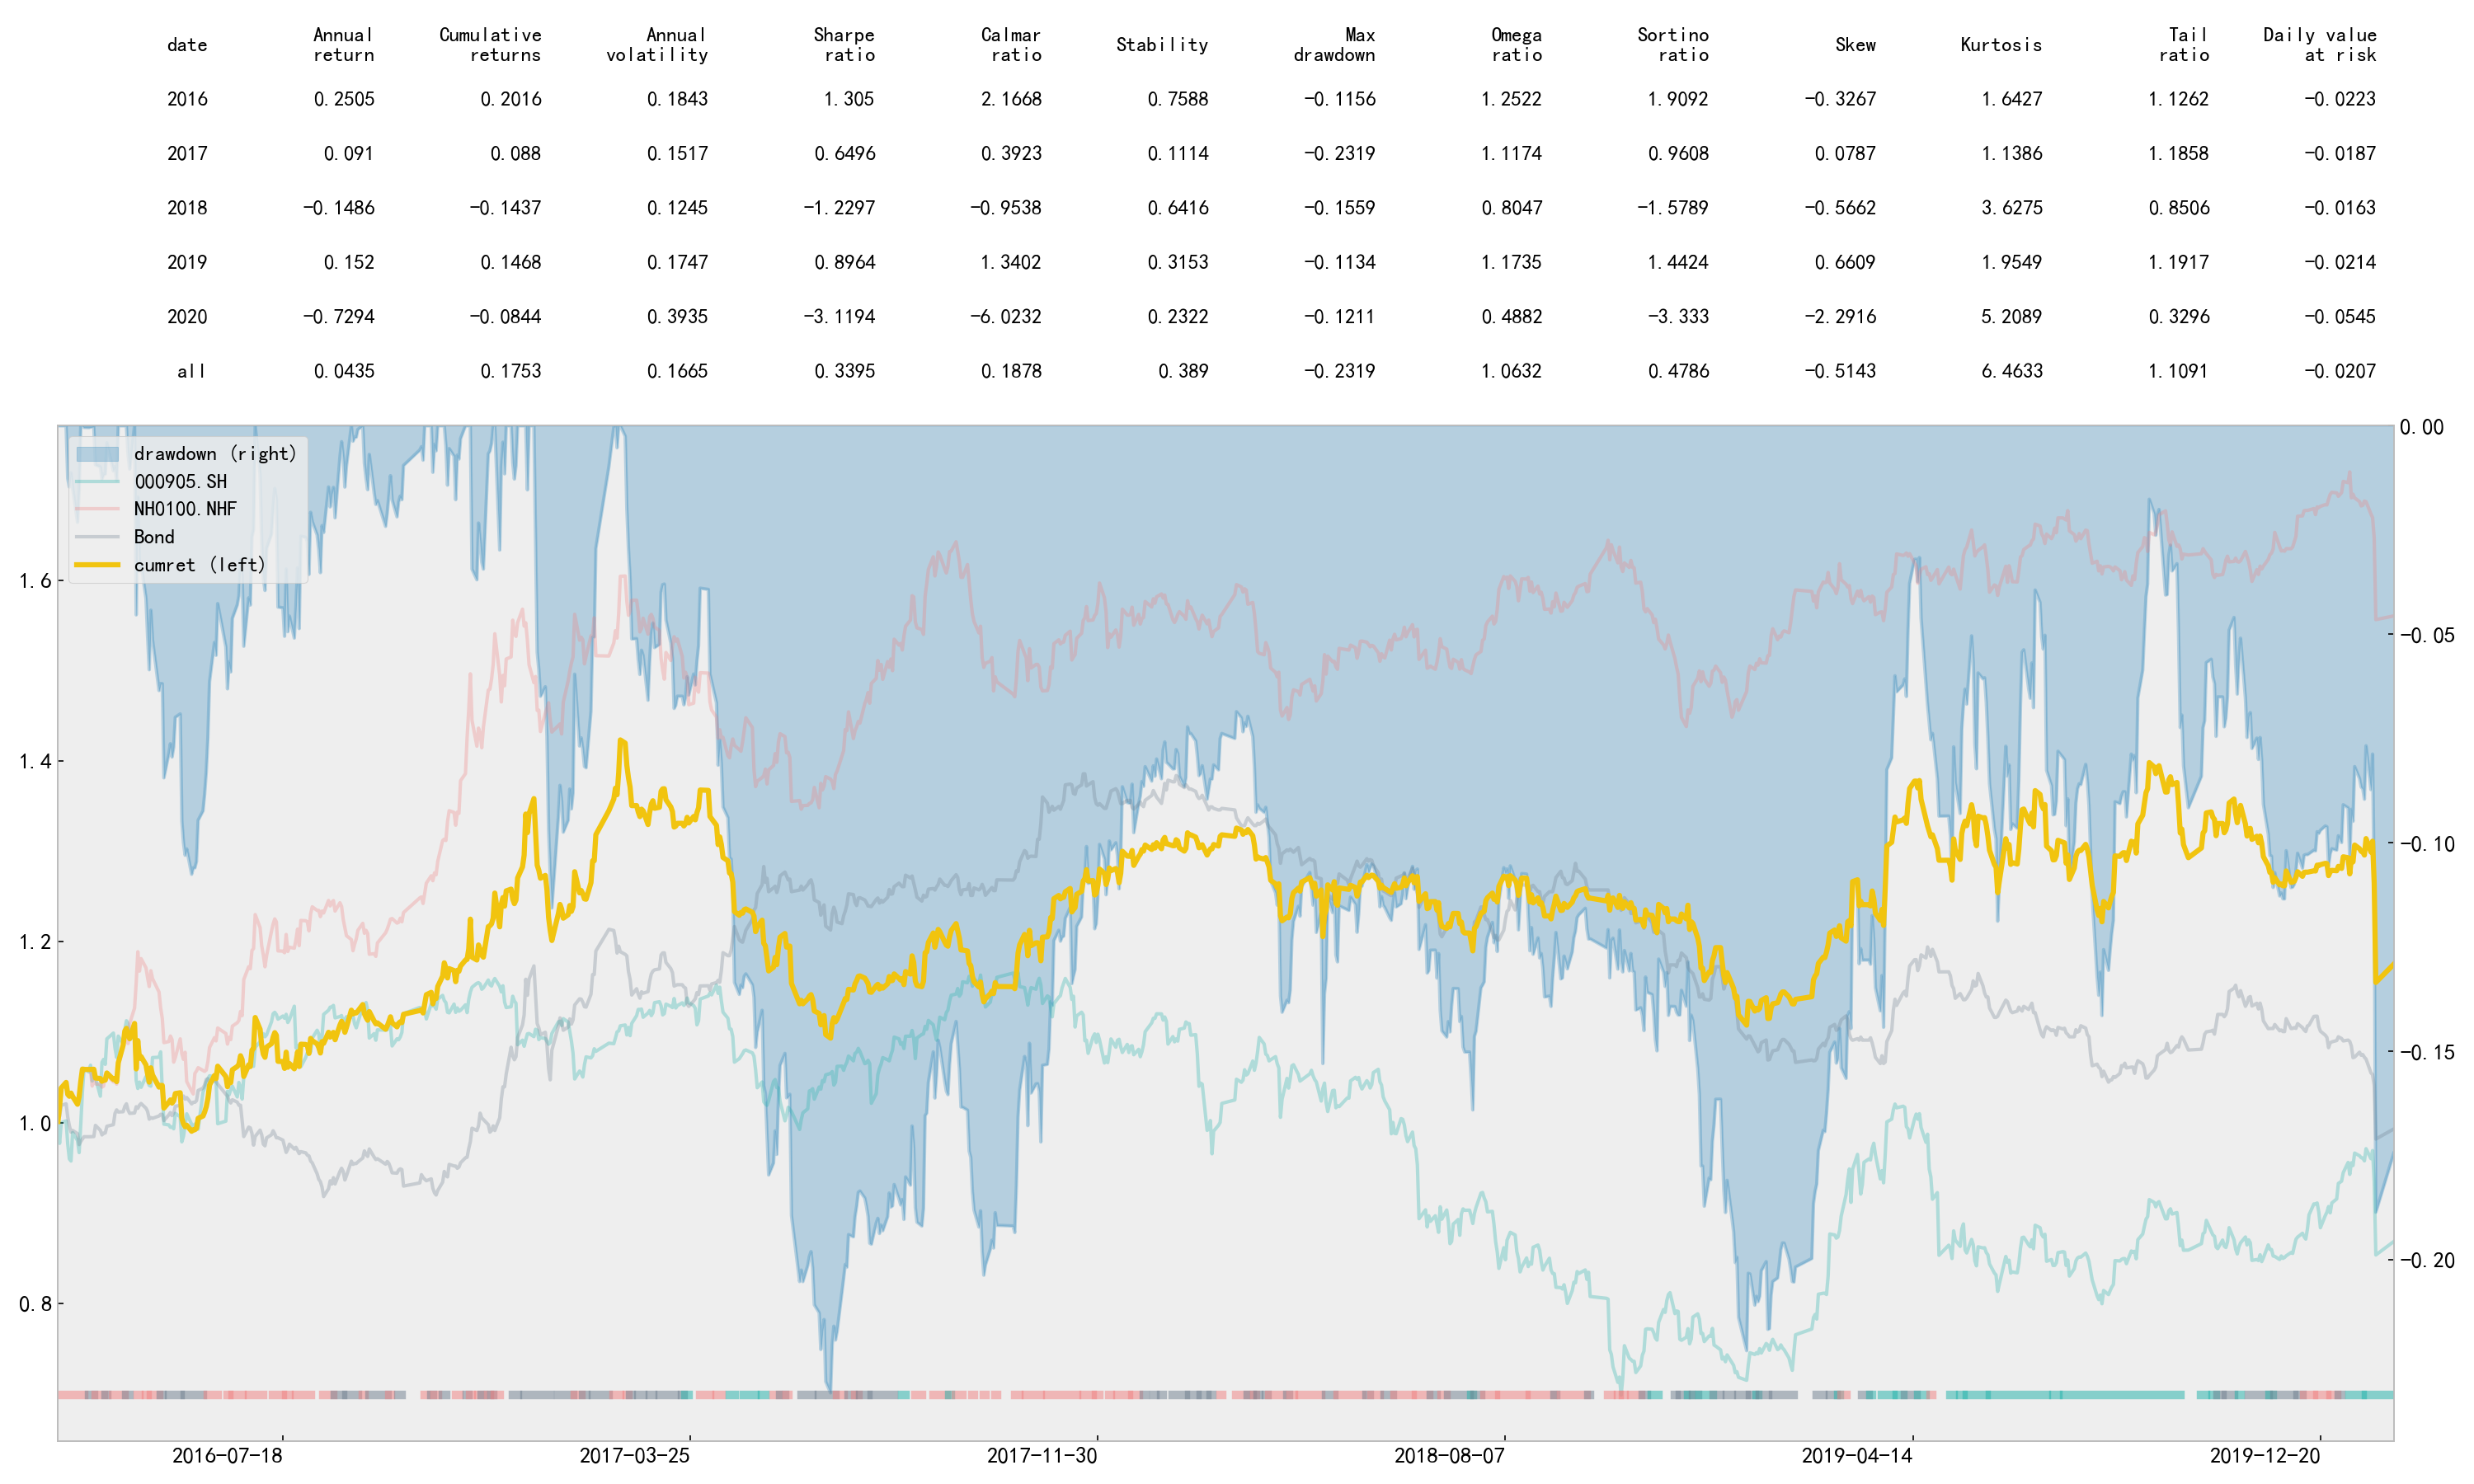 date Annual return Cumulative returns Annual volatility Sharpe ratio Calmar ratio Stability Max drawdown Omega ratio Sortino ratio Skew Kurtosis Tail ratio Daily value at risk
2016 0.2505 0.2016 0.1843 1.305 2.1668 0.7588 -0.1156 1.2522 1.9092 -0.3267 1.6427 1.1262 -0.0223
2017 0.091 0.088 0.1517 0.6496 0.3923 0.1114 -0.2319 1.1174 0.9608 0.0787 1.1386 1.1858 -0.0187
2018 -0.1486 -0.1437 0.1245 -1.2297 -0.9538 0.6416 -0.1559 0.8047 -1.5789 -0.5662 3.6275 0.8506 -0.0163
2019 0.152 0.1468 0.1747 0.8964 1.3402 0.3153 -0.1134 1.1735 1.4424 0.6609 1.9549 1.1917 -0.0214
2020 -0.7294 -0.0844 0.3935 -3.1194 -6.0232 0.2322 -0.1211 0.4882 -3.333 -2.2916 5.2089 0.3296 -0.0545
all 0.0435 0.1753 0.1665 0.3395 0.1878 0.389 -0.2319 1.0632 0.4786 -0.5143 6.4633 1.1091 -0.0207
drawdown (right)
000905.SH
NH0100.NHF
Bond
cumret (left)
1.6
1.4
1.2
1.0
0.8
0.00
-0.05
-0.10
-0.15
-0.20
2016-07-18 2017-03-25 2017-11-30 2018-08-07 2019-04-14 2019-12-20